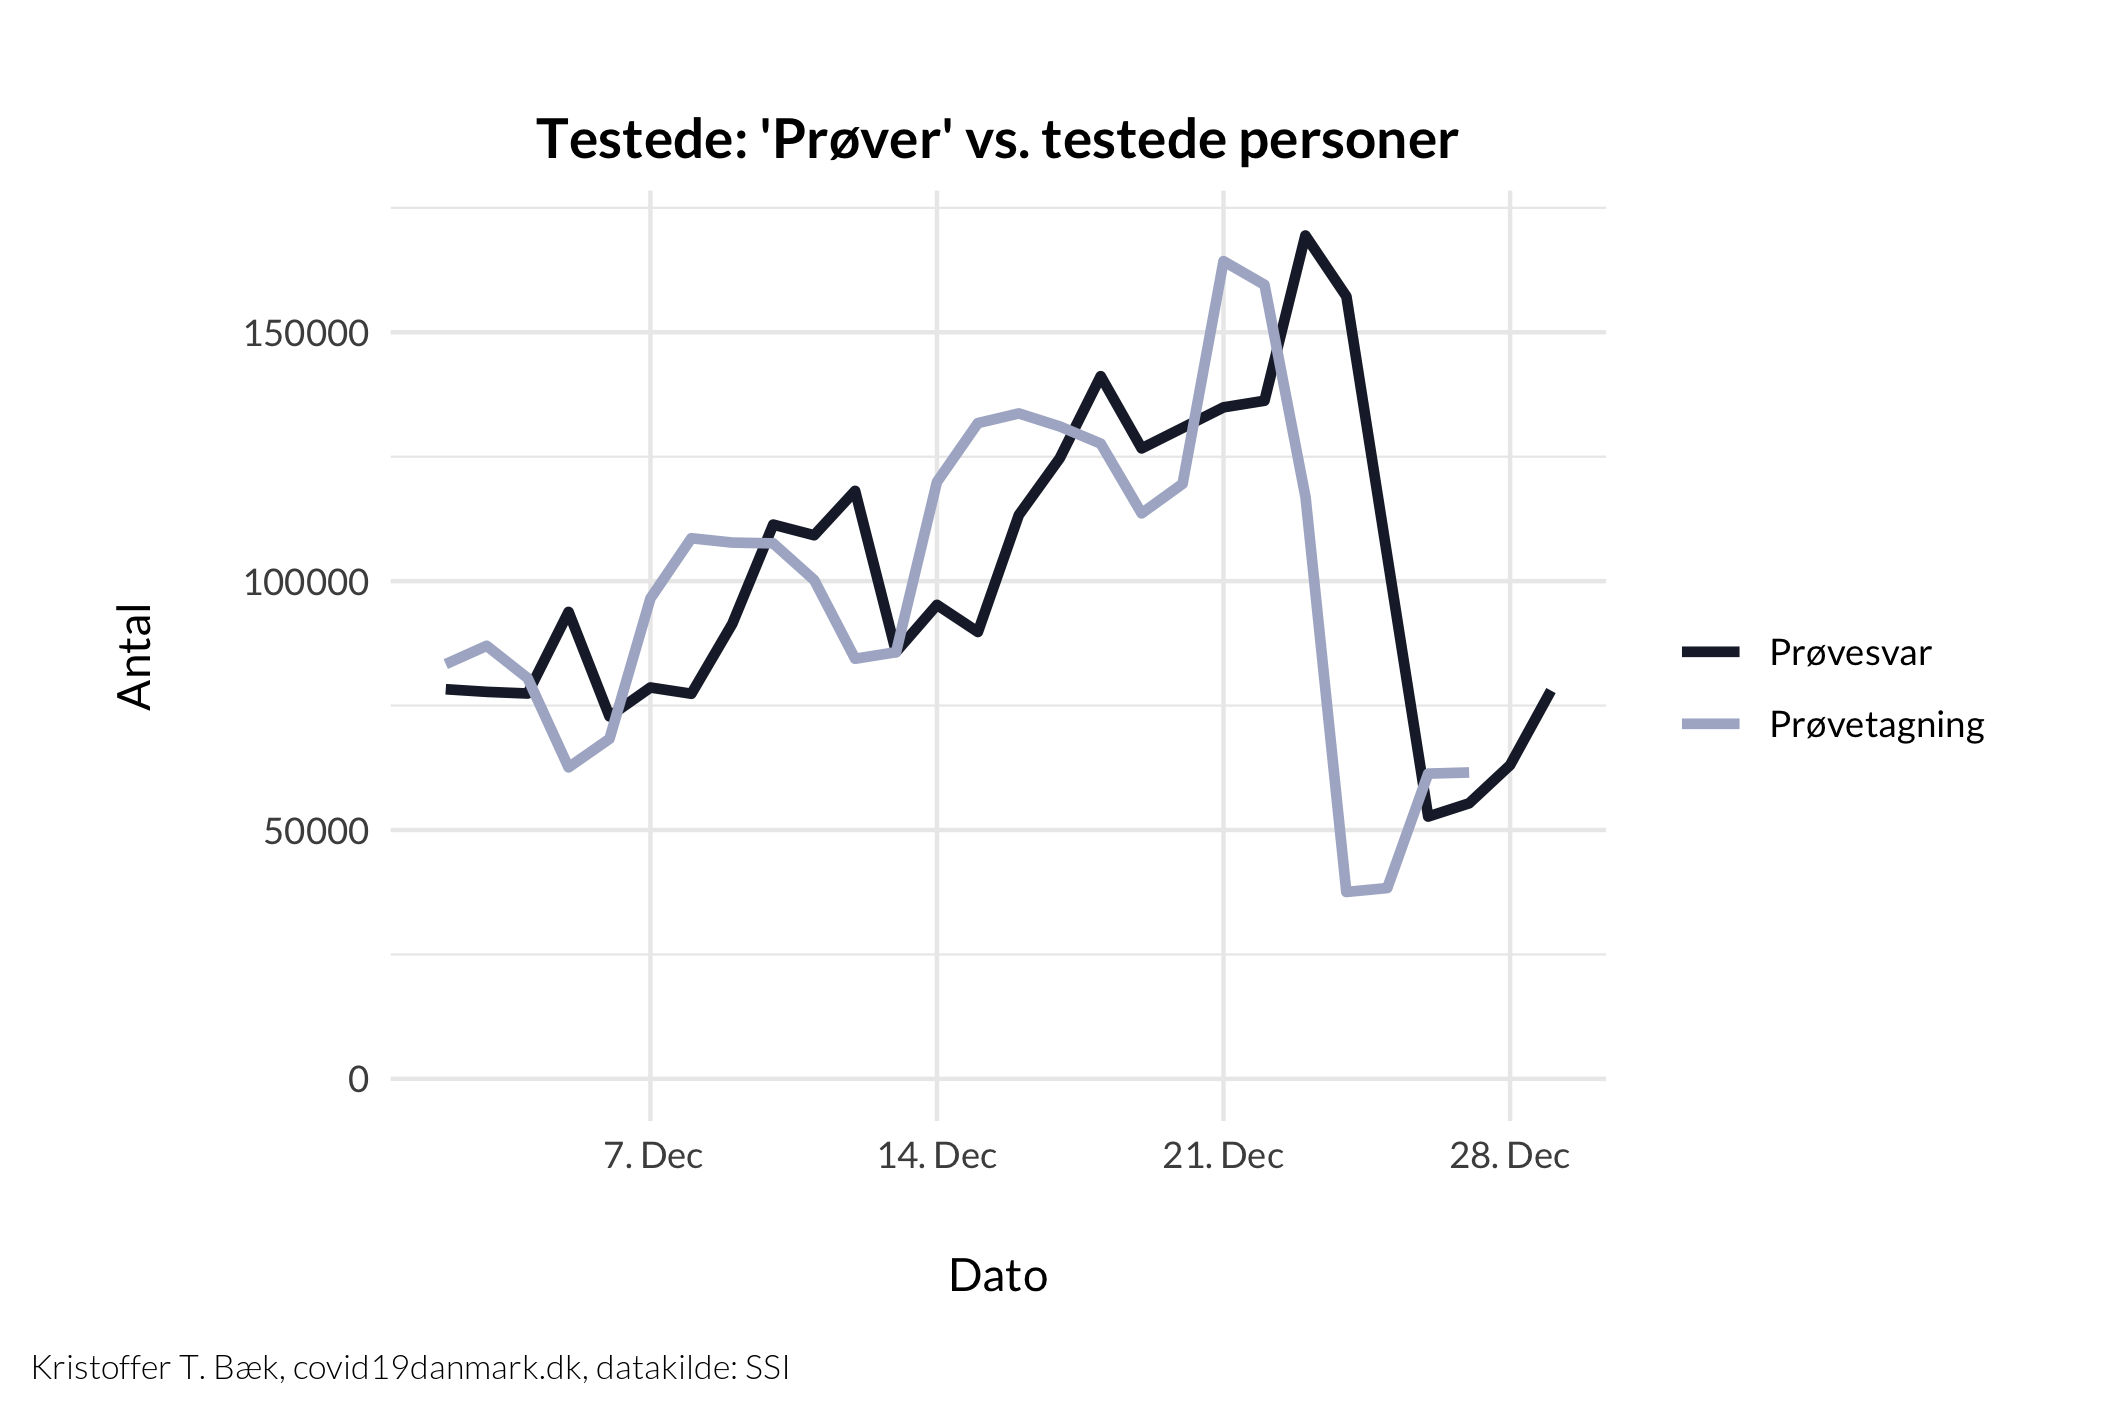 Testede: 'Prøver' vs. testede personer
150000
100000
50000
0
Antal
7. Dec
14. Dec
21. Dec
28. Dec
Dato
Prøvesvar
Prøvetagning
Kristoffer T. Bæk, covid19danmark.dk, datakilde: SSI